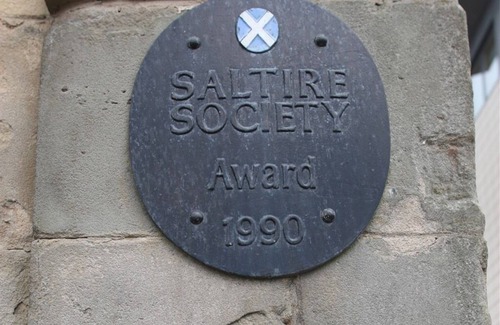 SALTIRE
SOCIETY
Award
1990